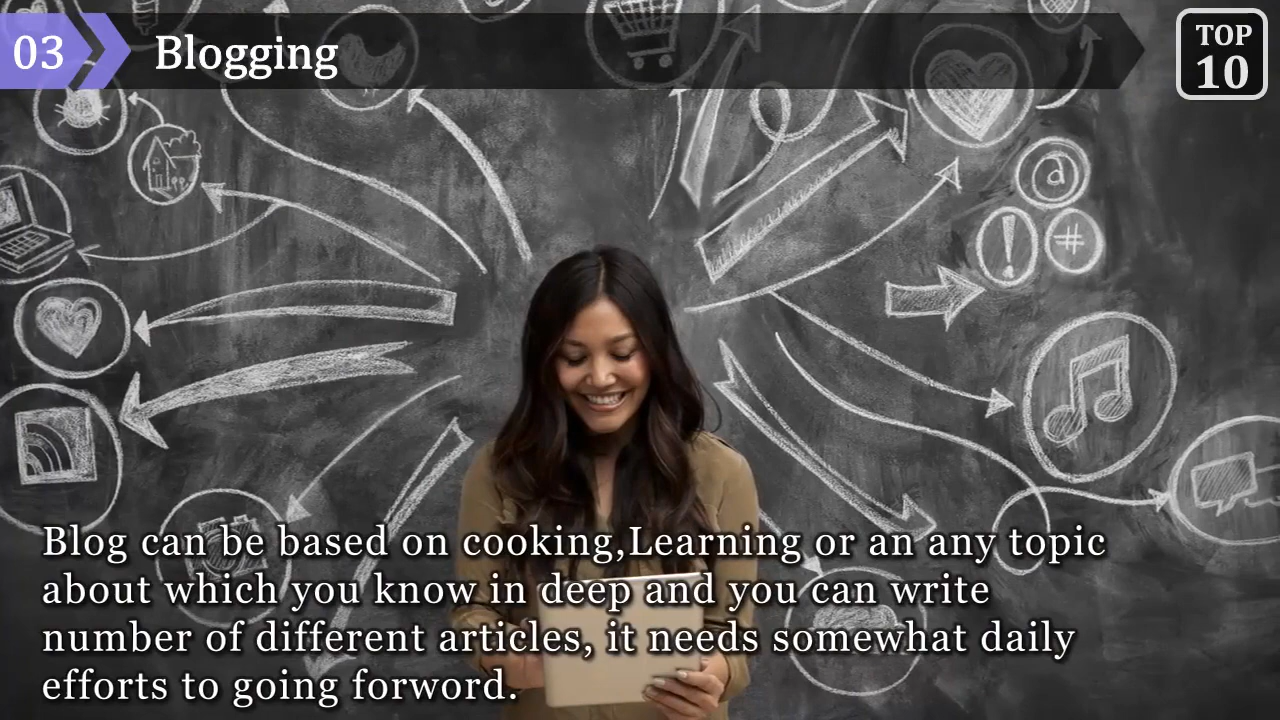 03 Blogging
TOP
10
@
! #
Blog can be based on cooking,Learning or an any topic
about which you know in deep and you can write
number of different articles, it needs somewhat daily
efforts to going forword.